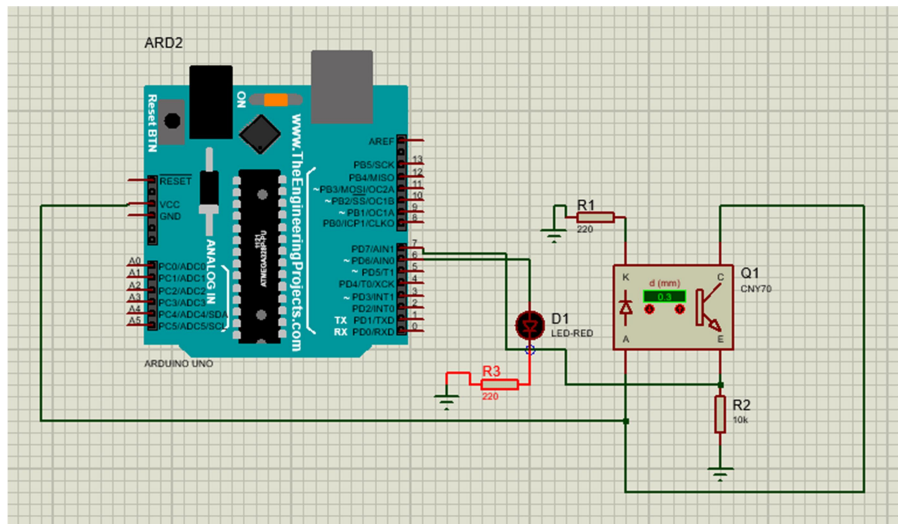 ARD2
Reset BTN
ON
www.TheEngineeringProjects.com
RESET
VCC
GND
ANALOG IN
A0
A1
A2
A3
A4
A5
PC0/ADC0
PC1/ADC1
PC2/ADC2
PC3/ADC3
PC4/ADC4/SDA
PC5/ADC5/SCL
AREF
PB5/SCK
13
PB4/MISO
12
~PB3/MOSI/OC2A
11
~PB2/SS/OC1B
10
~PB1/OC1A
9
PB0/ICP1/CLKO
8
PD7/AIN1
7
~PD6/AIN0
6
~PD5/T1
5
PD4/T0/XCK
4
~PD3/INT1
3
PD2/INT0
2
TX PD1/TXD
1
RX PD0/RXD
0
ARDUINO UNO
R1
220
D1
LED-RED
R3
220
K
A
d (mm)
0.3
C
E
Q1
CNY70
R2
10k